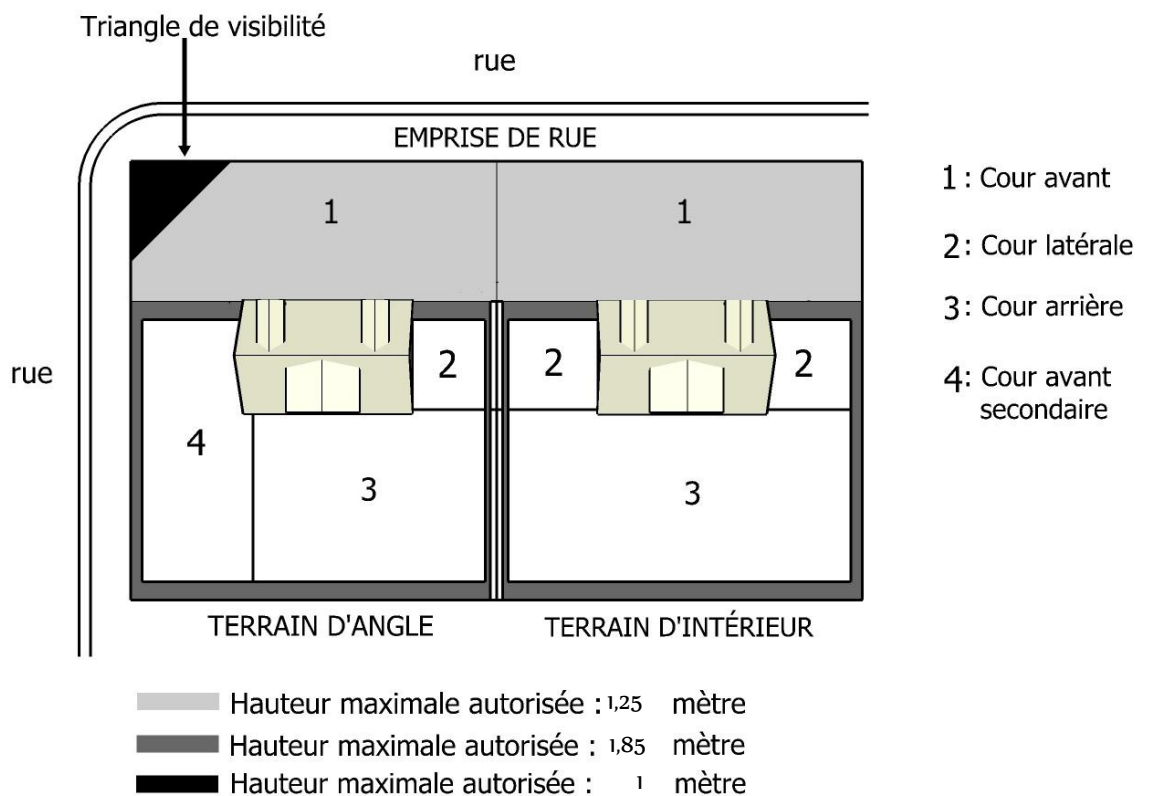 Triangle de visibilité
rue
EMPRISE DE RUE
1
1
1: Cour avant
2: Cour latérale
3: Cour arrière
4: Cour avant
secondaire
rue
2
2
2
4
3
3
TERRAIN D'ANGLE
TERRAIN D'INTÉRIEUR
Hauteur maximale autorisée : 1,25 mètre
Hauteur maximale autorisée : 1,85 mètre
Hauteur maximale autorisée : 1 mètre